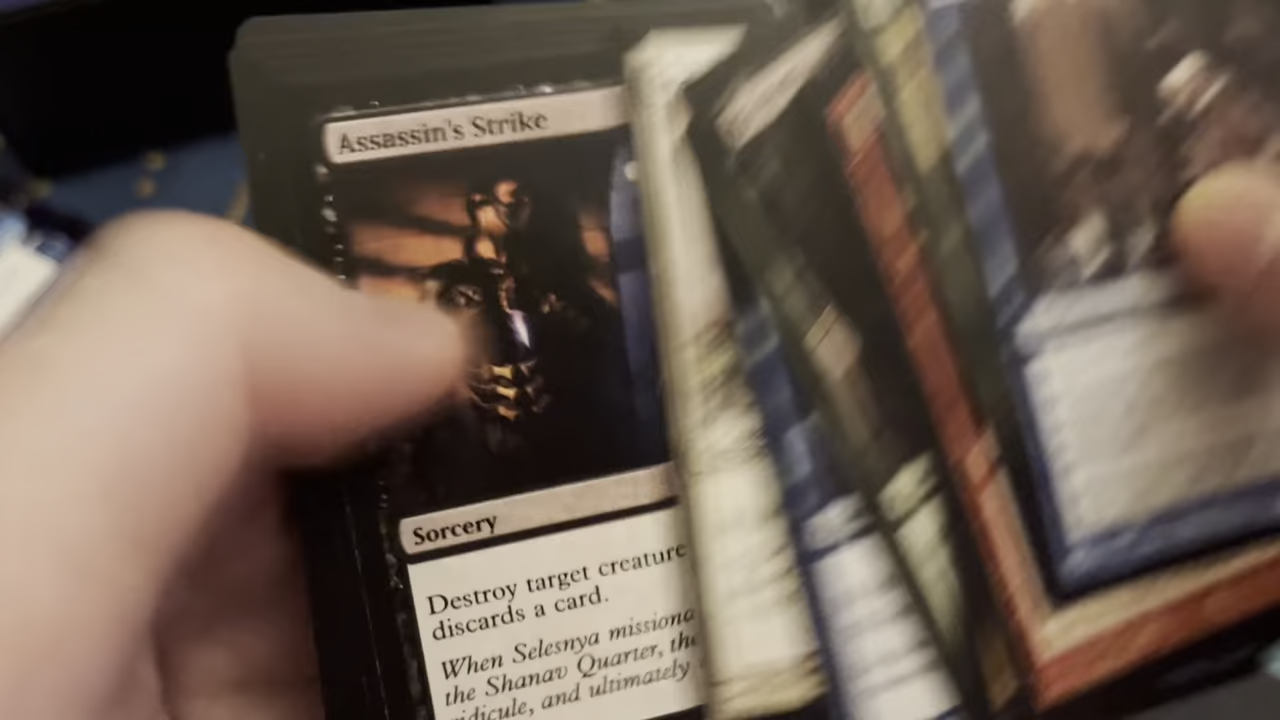 Assassin's Strike
Sorcery
Destroy target creature
discards a card.
When Selesnya missiona
the Shanav Quarter, the
ridicule, and ultimately